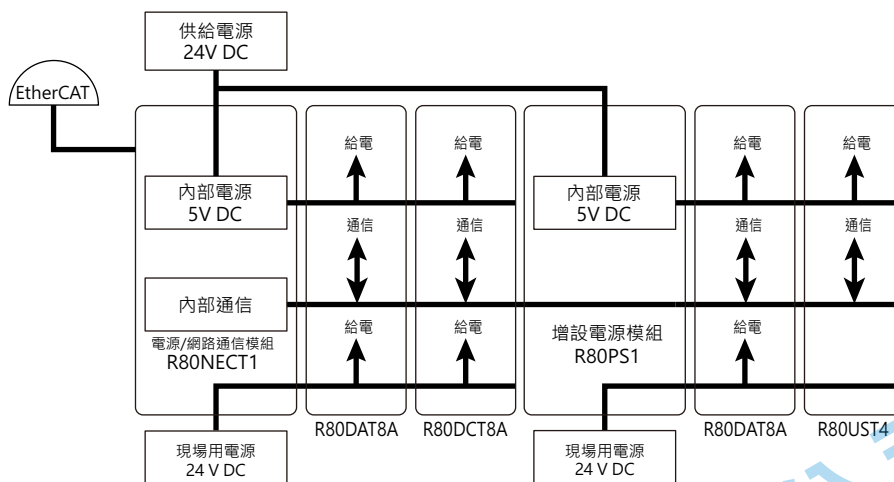 供給電源
24V DC
EtherCAT
給電
給電
給電
給電
內部電源
5V DC
內部電源
5V DC
通信
通信
通信
通信
內部通信
電源/網路通信模組
R80NECT1
給電
給電
增設電源模組
R80PS1
給電
R80DAT8A
R80DCT8A
R80DAT8A
R80UST4
現場用電源
24 V DC
現場用電源
24 V DC